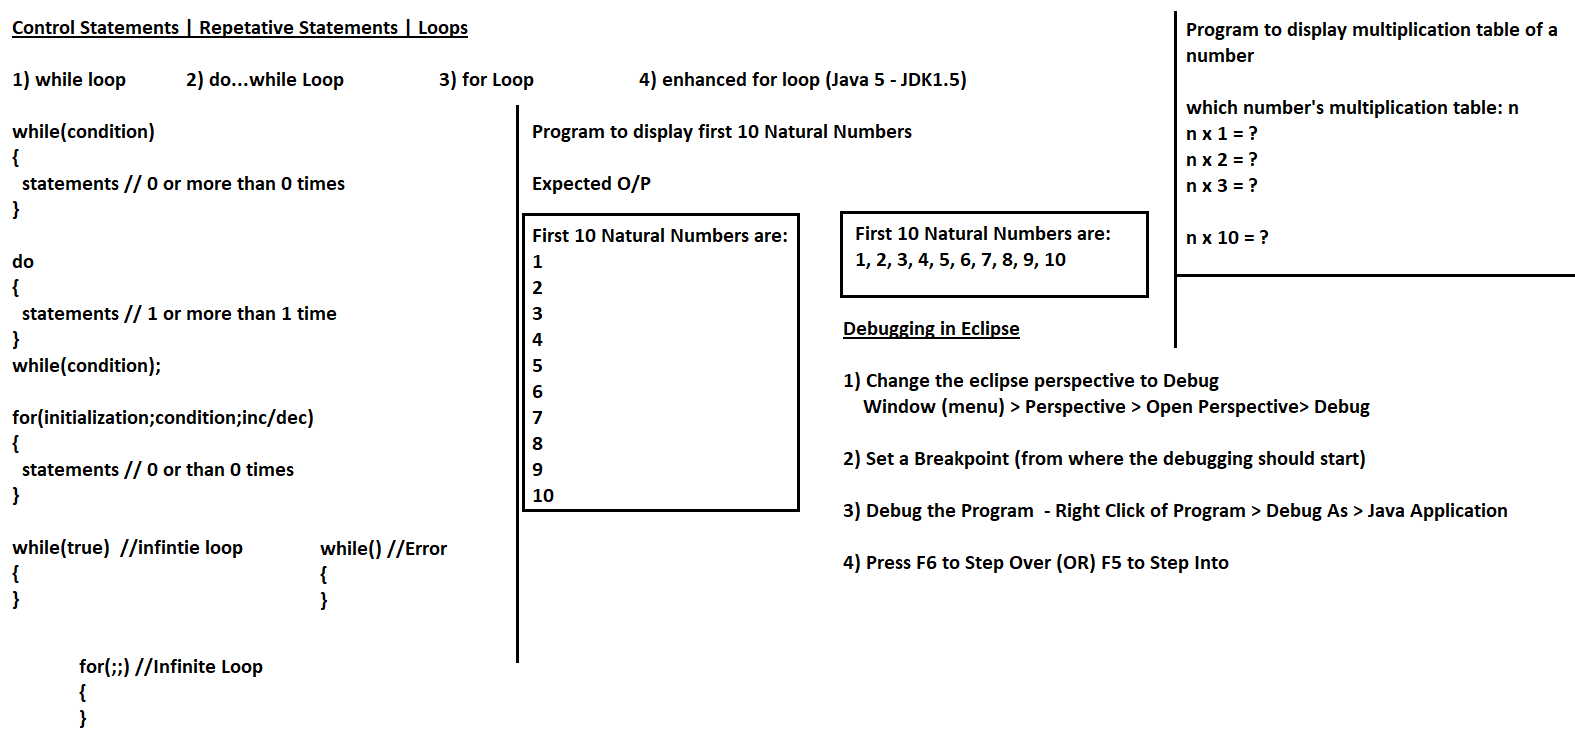 Control Statements | Repetative Statements | Loops
1) while loop 2) do...while Loop 3) for Loop 4) enhanced for loop (Java 5 - JDK1.5)
while(condition)
{
statements // 0 or more than 0 times
}
do
{
statements // 1 or more than 1 time
}
while(condition);
for(initialization;condition;inc/dec)
{
statements // 0 or than 0 times
}
while(true) //infintie loop
{
}
while() //Error
{
}
for(;;) //Infinite Loop
{
}
Program to display first 10 Natural Numbers
Expected O/P
First 10 Natural Numbers are:
1
2
3
4
5
6
7
8
9
10
First 10 Natural Numbers are:
1, 2, 3, 4, 5, 6, 7, 8, 9, 10
Debugging in Eclipse
1) Change the eclipse perspective to Debug
Window (menu) > Perspective > Open Perspective> Debug
2) Set a Breakpoint (from where the debugging should start)
3) Debug the Program - Right Click of Program > Debug As > Java Application
4) Press F6 to Step Over (OR) F5 to Step Into
Program to display multiplication table of a
number
which number's multiplication table: n
n x 1 = ?
n x 2 = ?
n x 3 = ?
n x 10 = ?